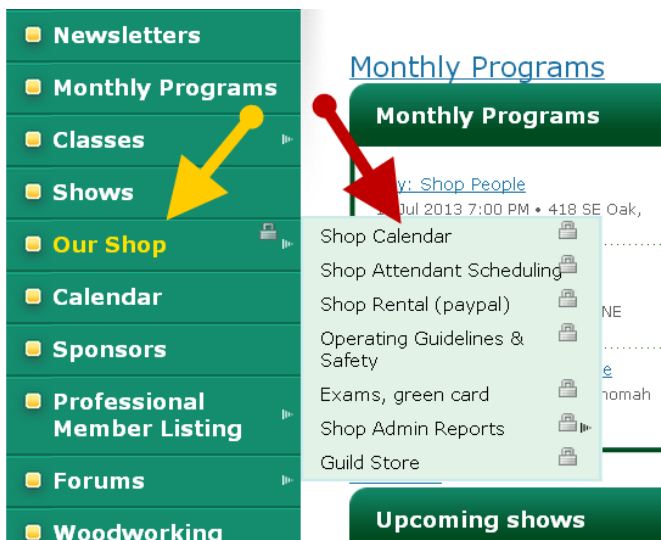 Newsletters
Monthly Programs
Classes
Shows
Our Shop
Calendar
Sponsors
Professional
Member Listing
Forums
Woodworking
Monthly Programs
Monthly Programs
Shop People
Jul 2013 7:00 PM • 418 SE Oak,
Shop Calendar
Shop Attendant Scheduling
Shop Rental (paypal)
NE
Operating Guidelines &
Safety
Exams, green card
Shop Admin Reports
Guild Store
Upcoming shows